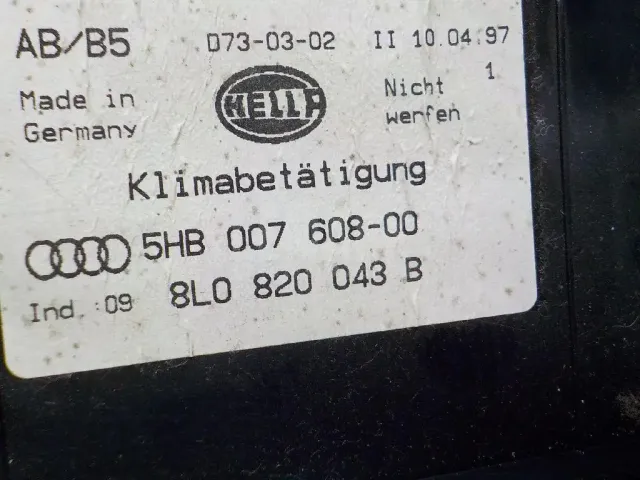 AB/B5 D73-03-02 II 10.04.97
Made in Germany
HELLA
Nicht 1
werfen
Klimabetätigung
5HB 007 608-00
Ind. :09 8L0 820 043 B